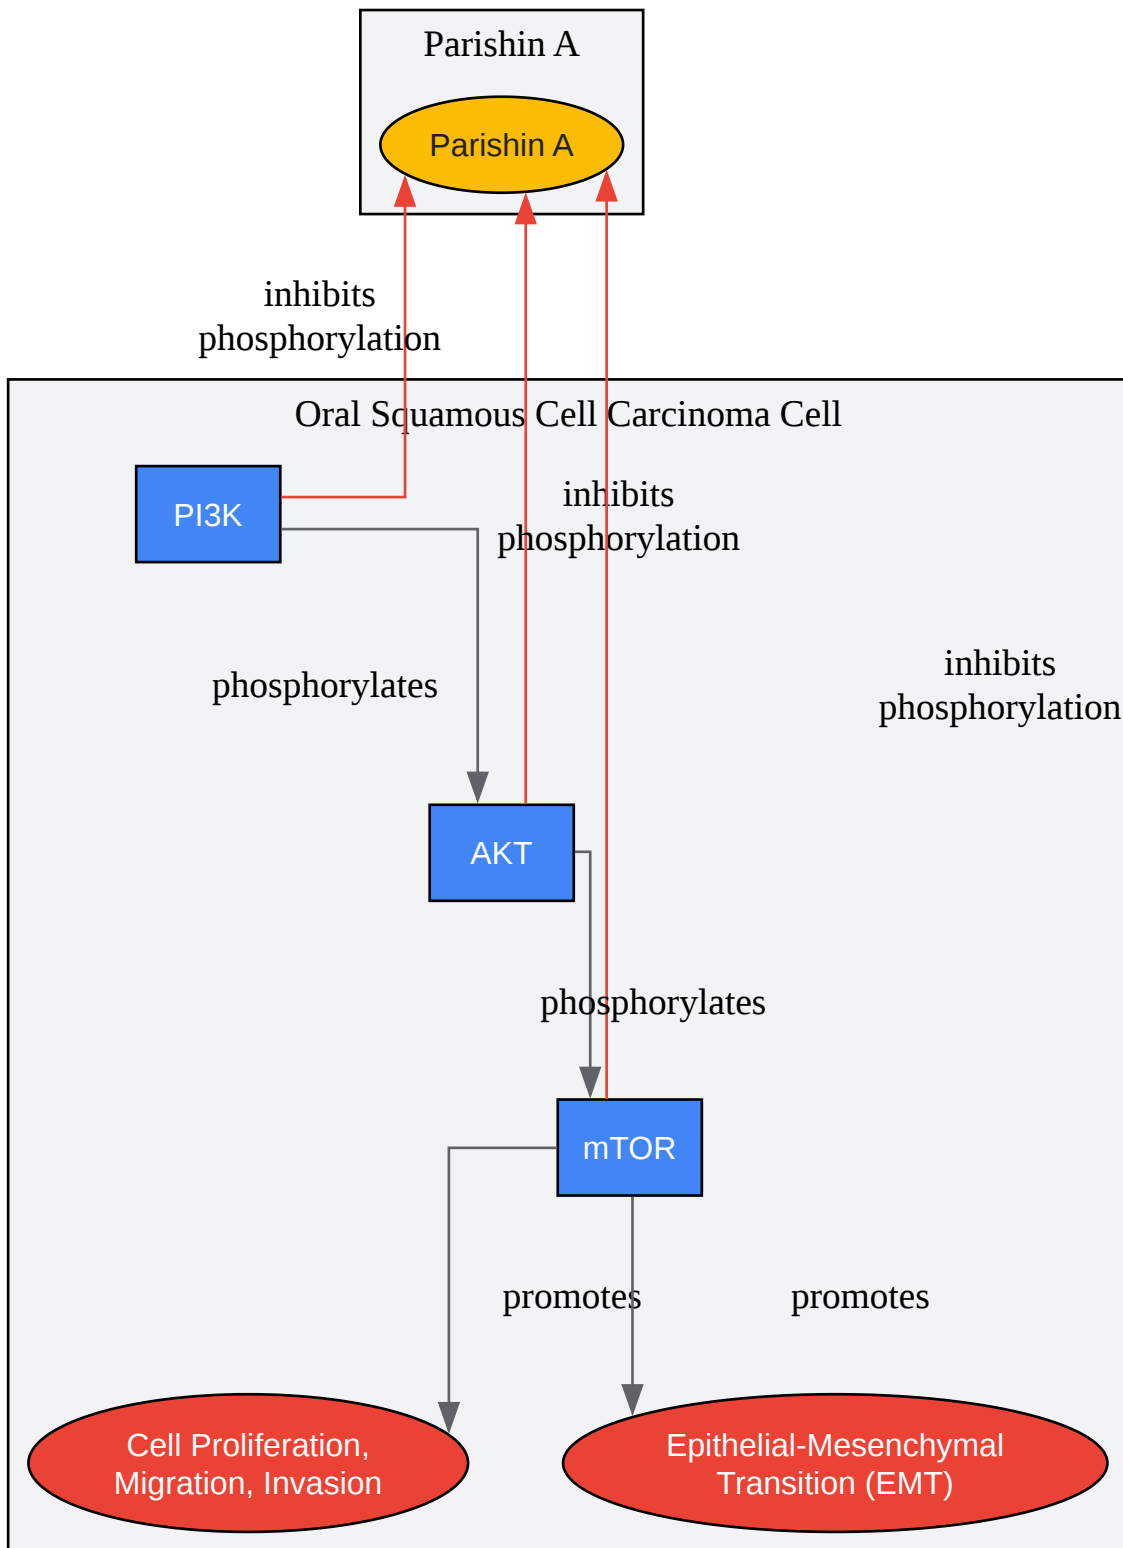 Parishin A
Parishin A
inhibits
phosphorylation
Oral Squamous Cell Carcinoma Cell
PI3K
inhibits
phosphorylation
phosphorylates
inhibits
phosphorylation
AKT
phosphorylates
mTOR
promotes
promotes
Cell Proliferation,
Migration, Invasion
Epithelial-Mesenchymal
Transition (EMT)